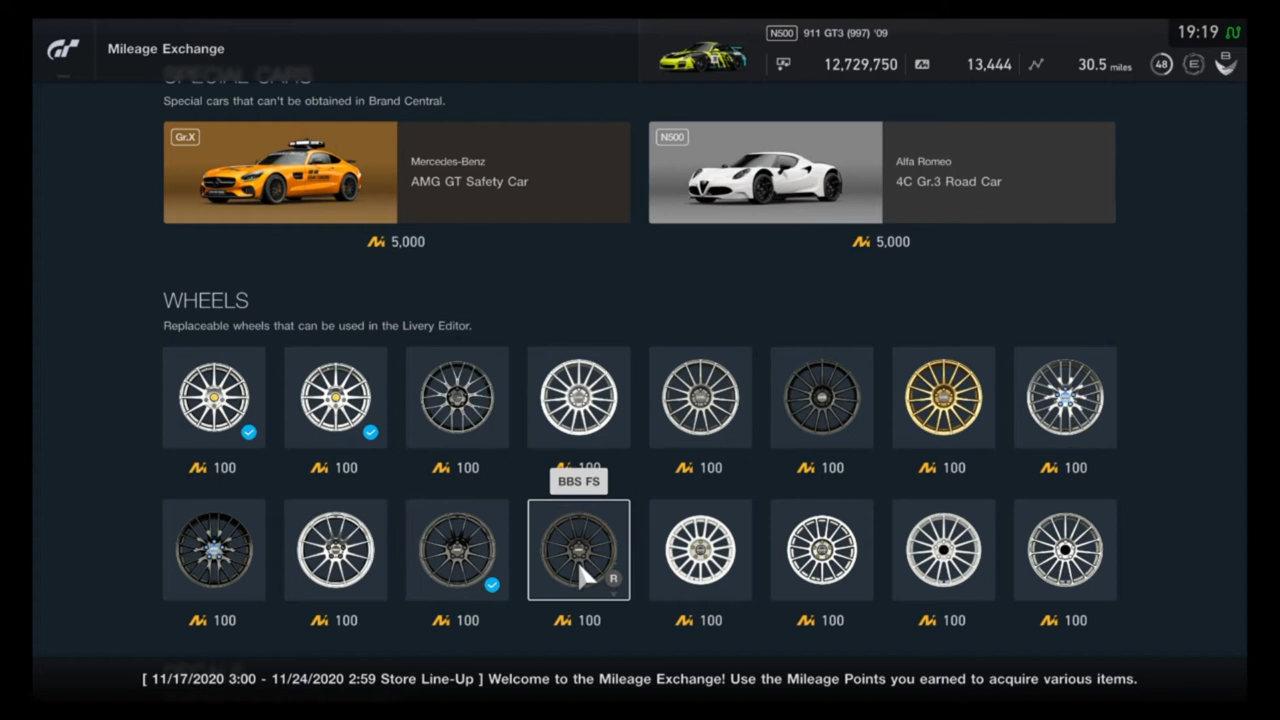 Mileage Exchange
N500 911 GT3 (997) '09
19:19
12,729,750
13,444
30.5 miles
48
E
B
SPECIAL CARS
Special cars that can't be obtained in Brand Central.
Gr.X
Mercedes-Benz
AMG GT Safety Car
5,000
N500
Alfa Romeo
4C Gr.3 Road Car
5,000
WHEELS
Replaceable wheels that can be used in the Livery Editor.
100 100 100 100 100 100 100 100
BBS FS
R
100 100 100 100 100 100 100 100
[ 11/17/2020 3:00 - 11/24/2020 2:59 Store Line-Up ] Welcome to the Mileage Exchange! Use the Mileage Points you earned to acquire various items.